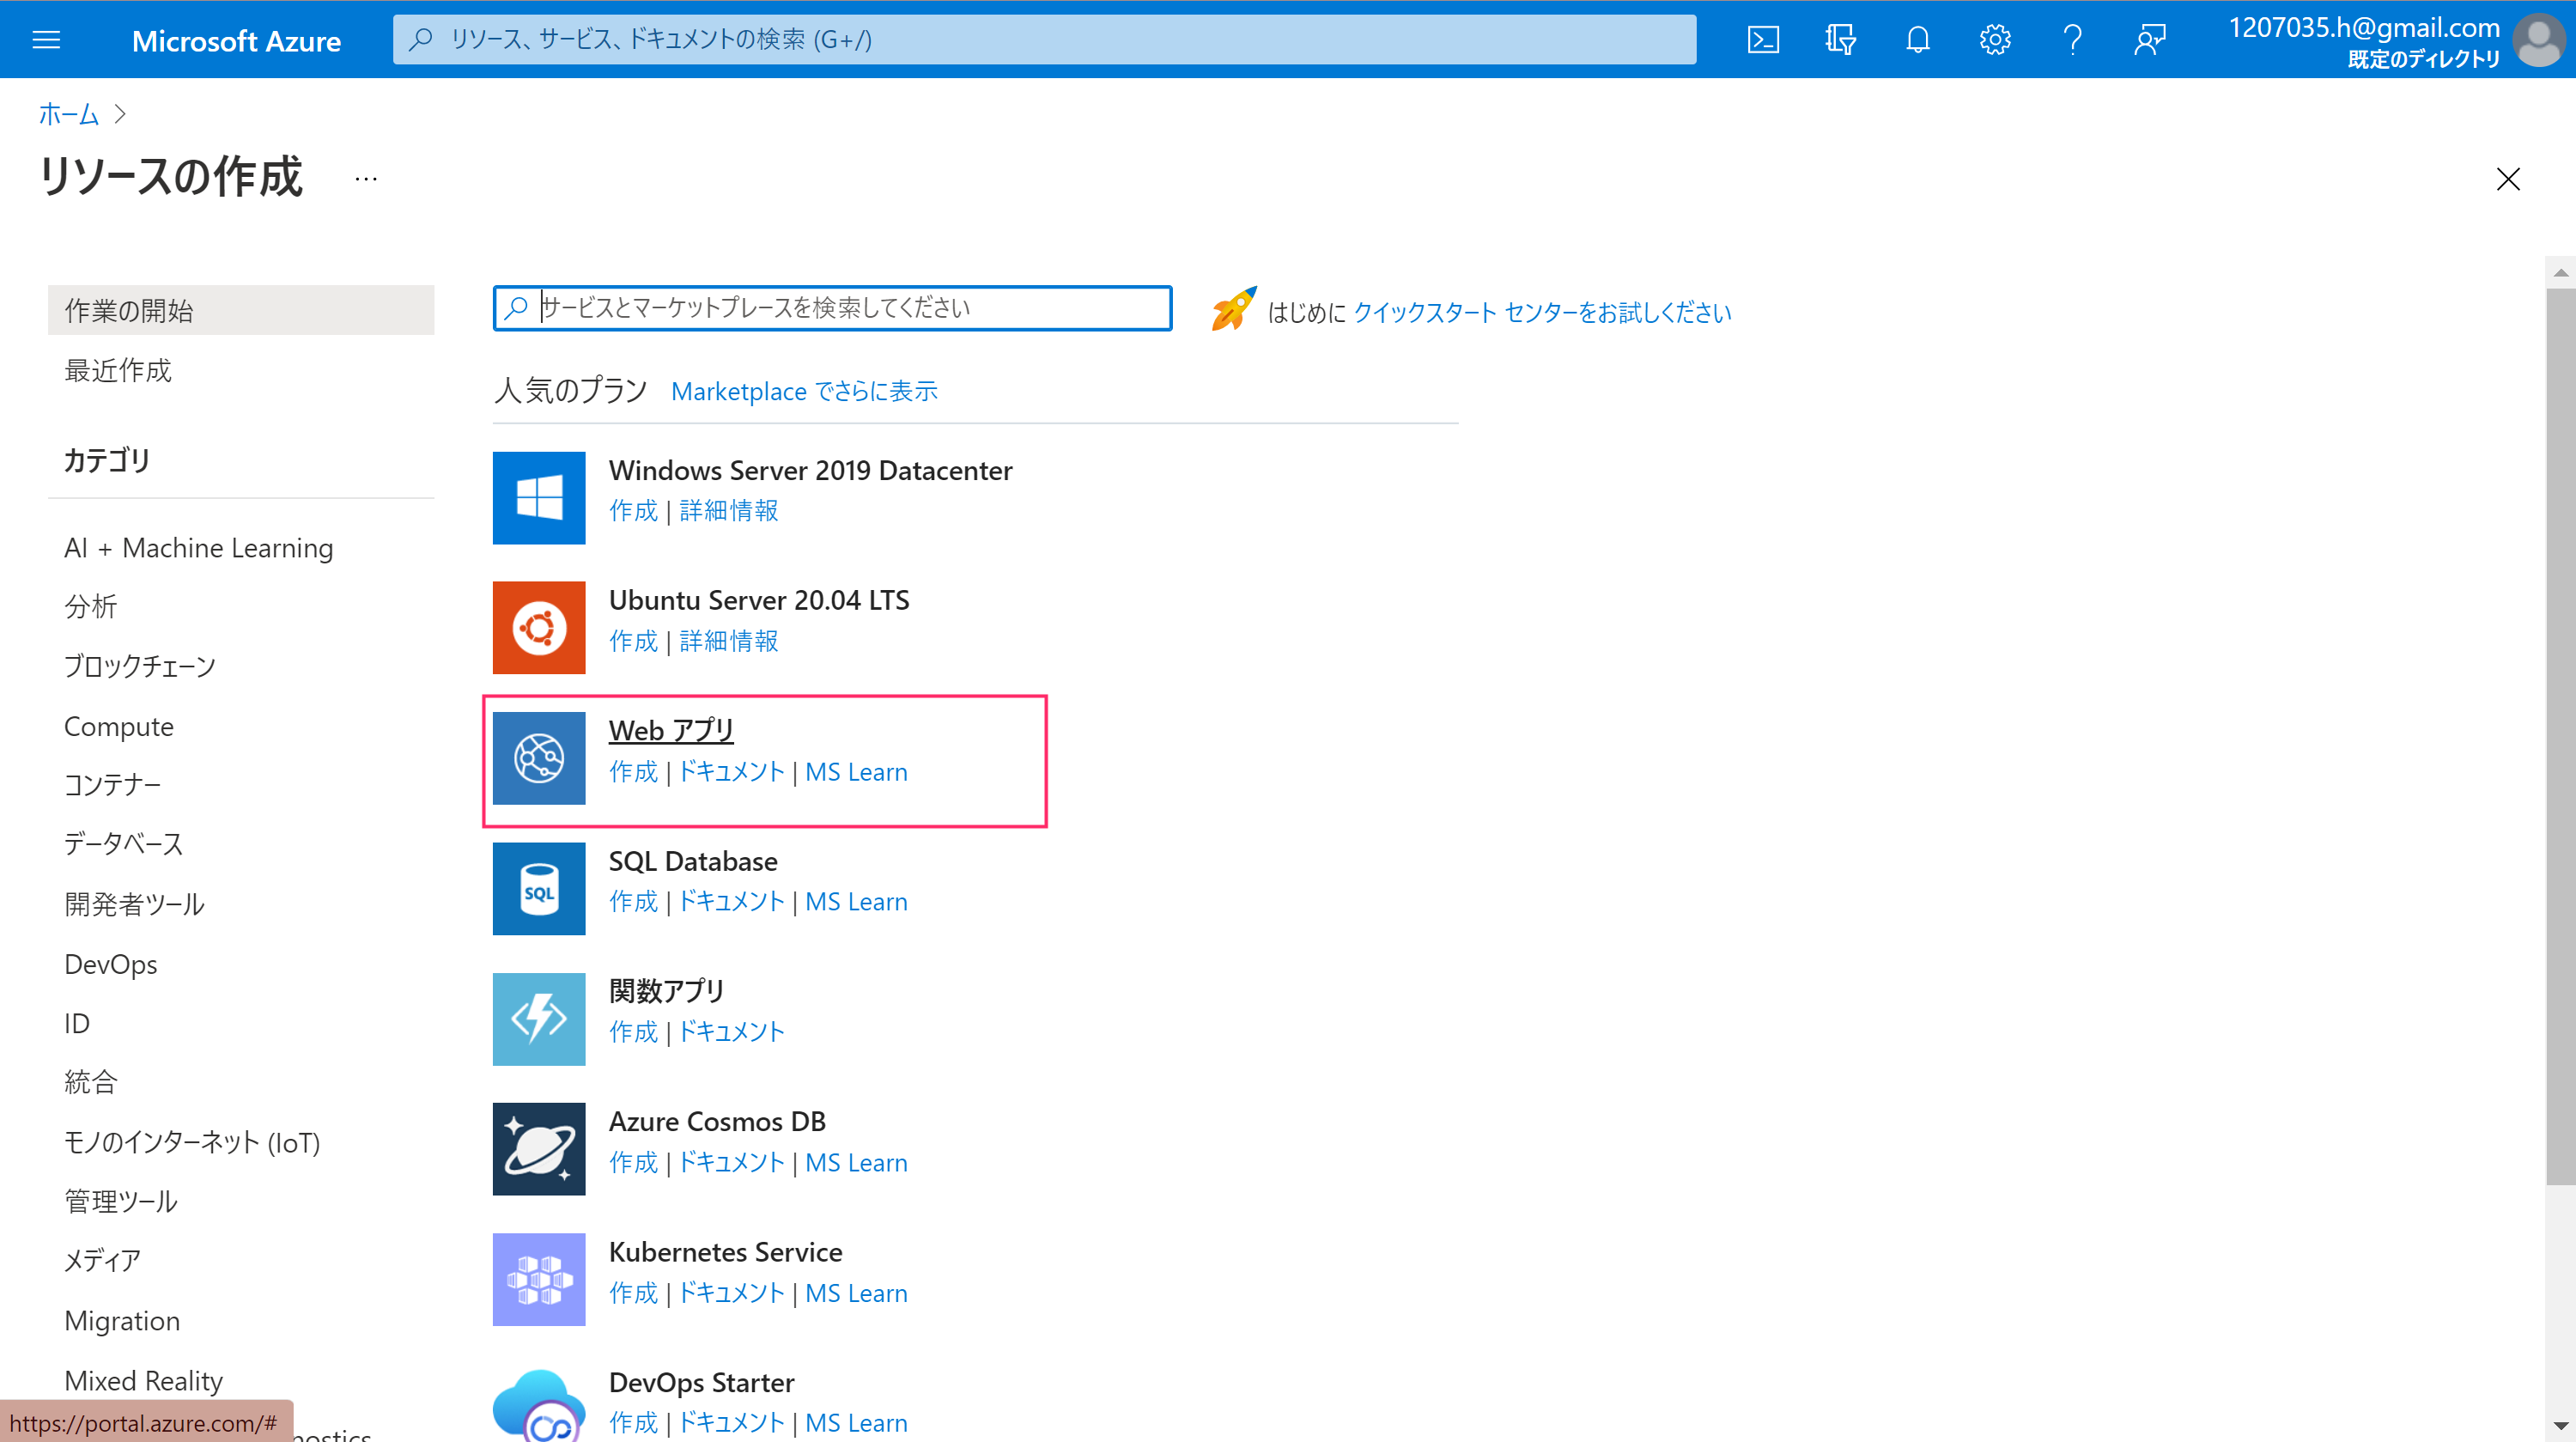 Microsoft Azure
リソース、サービス、ドキュメントの検索 (G+/)
1207035.h@gmail.com
既定のディレクトリ
ホーム
リソースの作成 …
作業の開始
最近作成
カテゴリ
AI + Machine Learning
分析
ブロックチェーン
Compute
コンテナー
データベース
開発者ツール
DevOps
ID
統合
モノのインターネット (IoT)
管理ツール
メディア
Migration
Mixed Reality
サービスとマーケットプレースを検索してください
はじめに クイックスタート センターをお試しください
人気のプラン Marketplace でさらに表示
Windows Server 2019 Datacenter
作成 | 詳細情報
Ubuntu Server 20.04 LTS
作成 | 詳細情報
Web アプリ
作成 | ドキュメント | MS Learn
SQL
SQL Database
作成 | ドキュメント | MS Learn
関数アプリ
作成 | ドキュメント
Azure Cosmos DB
作成 | ドキュメント | MS Learn
Kubernetes Service
作成 | ドキュメント | MS Learn
DevOps Starter
作成 | ドキュメント | MS Learn
https://portal.azure.com/#